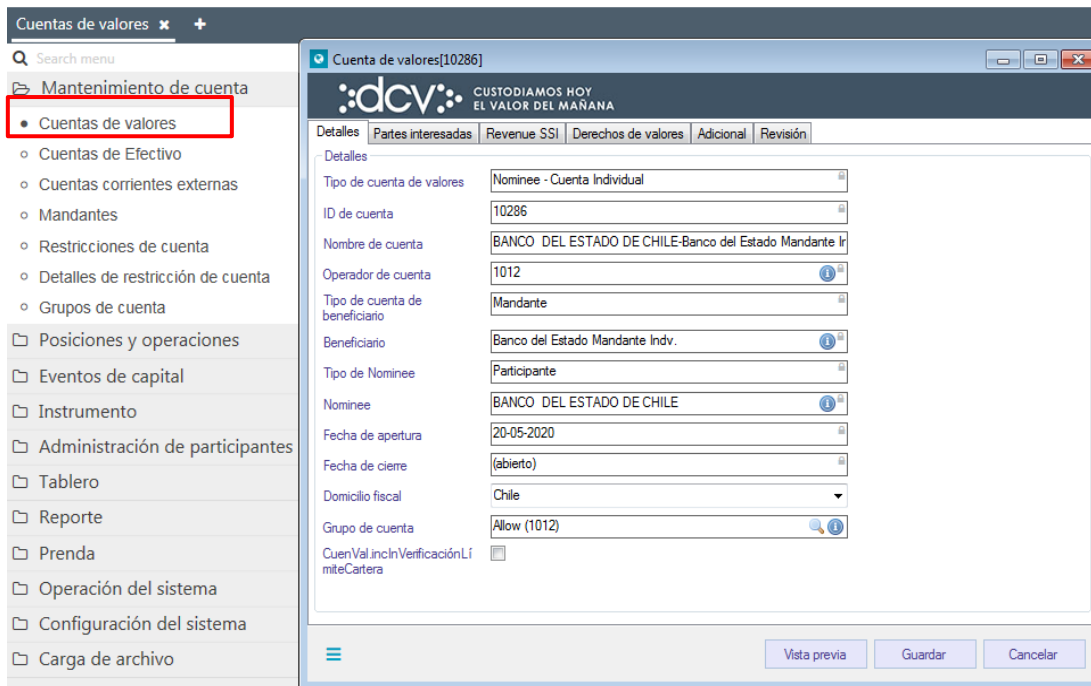 Cuentas de valores
Search menu
Mantenimiento de cuenta
Cuentas de valores
Cuentas de Efectivo
Cuentas corrientes externas
Mandantes
Restricciones de cuenta
Detalles de restricción de cuenta
Grupos de cuenta
Posiciones y operaciones
Eventos de capital
Instrumento
Administración de participantes
Tablero
Reporte
Prenda
Operación del sistema
Configuración del sistema
Carga de archivo
Cuenta de valores[10286]
dcv CUSTODIAMOS HOY
EL VALOR DEL MAÑANA
Detalles Partes interesadas Revenue SSI Derechos de valores Adicional Revisión
Detalles
Tipo de cuenta de valores Nominee - Cuenta Individual
ID de cuenta 10286
Nombre de cuenta BANCO DEL ESTADO DE CHILE-Banco del Estado Mandante Ir
Operador de cuenta 1012
Tipo de cuenta de
beneficiario Mandante
Beneficiario Banco del Estado Mandante Indv.
Tipo de Nominee Participante
Nominee BANCO DEL ESTADO DE CHILE
Fecha de apertura 20-05-2020
Fecha de cierre (abierto)
Domicilio fiscal Chile
Grupo de cuenta Allow (1012)
CuenVal.incInVerificaciónLí
miteCartera
Vista previa Guardar Cancelar